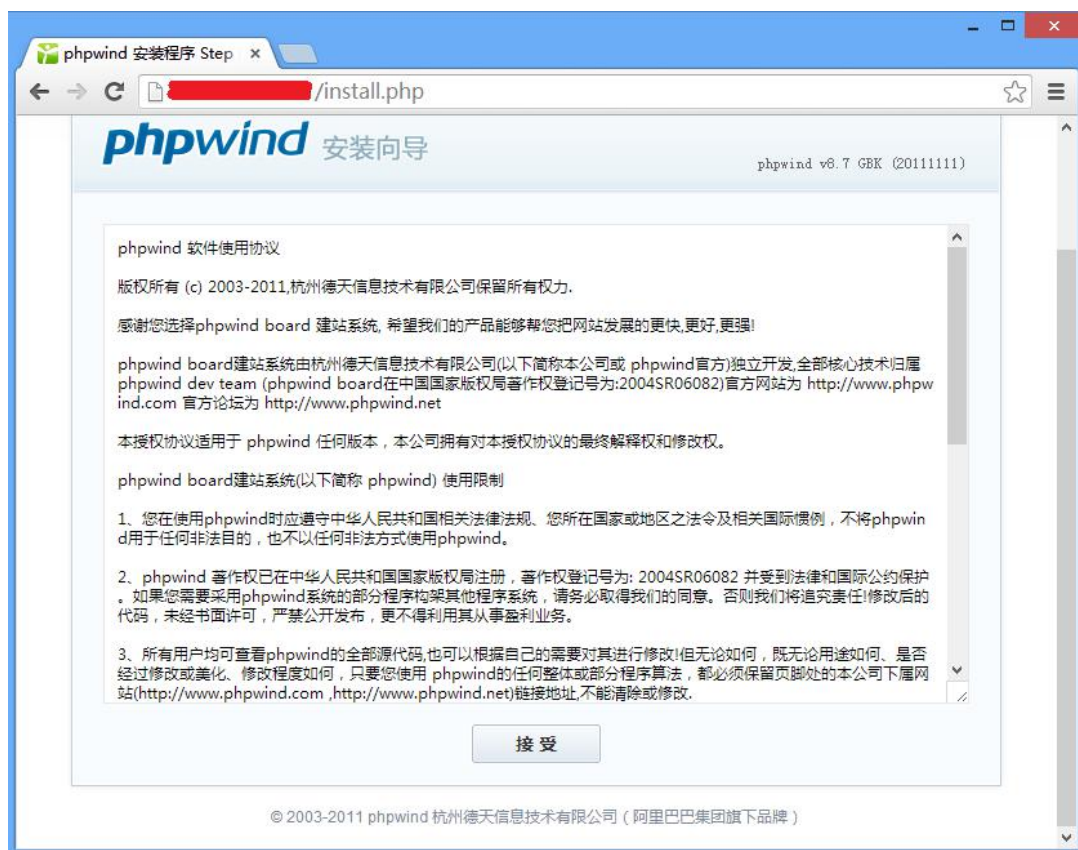 phpwind 安装程序 Step
/install.php
phpwind 安装向导
phpwind v8.7 GBK (20111111)
phpwind 软件使用协议
版权所有 (c) 2003-2011,杭州德天信息技术有限公司保留所有权力.
感谢您选择phpwind board 建站系统, 希望我们的产品能够帮您把网站发展的更快,更好,更强!
phpwind board建站系统由杭州德天信息技术有限公司(以下简称本公司或 phpwind官方)独立开发,全部核心技术归属
phpwind dev team (phpwind board在中国国家版权局著作权登记号为:2004SR06082)官方网站为 http://www.phpw
ind.com 官方论坛为 http://www.phpwind.net
本授权协议适用于 phpwind 任何版本，本公司拥有对本授权协议的最终解释权和修改权。
phpwind board建站系统(以下简称 phpwind) 使用限制
1、您在使用phpwind时应遵守中华人民共和国相关法律法规、您所在国家或地区之法令及相关国际惯例，不将phpwin
d用于任何非法目的，也不以任何非法方式使用phpwind。
2、phpwind 著作权已在中华人民共和国国家版权局注册，著作权登记号为: 2004SR06082 并受到法律和国际公约保护
。如果您需要采用phpwind系统的部分程序构架其他程序系统，请务必取得我们的同意。否则我们将追究责任!修改后的
代码，未经书面许可，严禁公开发布，更不得利用其从事盈利业务。
3、所有用户均可查看phpwind的全部源代码,也可以根据自己的需要对其进行修改!但无论如何，既无论用途如何、是否
经过修改或美化、修改程度如何，只要您使用 phpwind的任何整体或部分程序算法，都必须保留页脚处的本公司下属网
站(http://www.phpwind.com ,http://www.phpwind.net)链接地址,不能清除或修改.
接 受
© 2003-2011 phpwind 杭州德天信息技术有限公司 ( 阿里巴巴集团旗下品牌 )